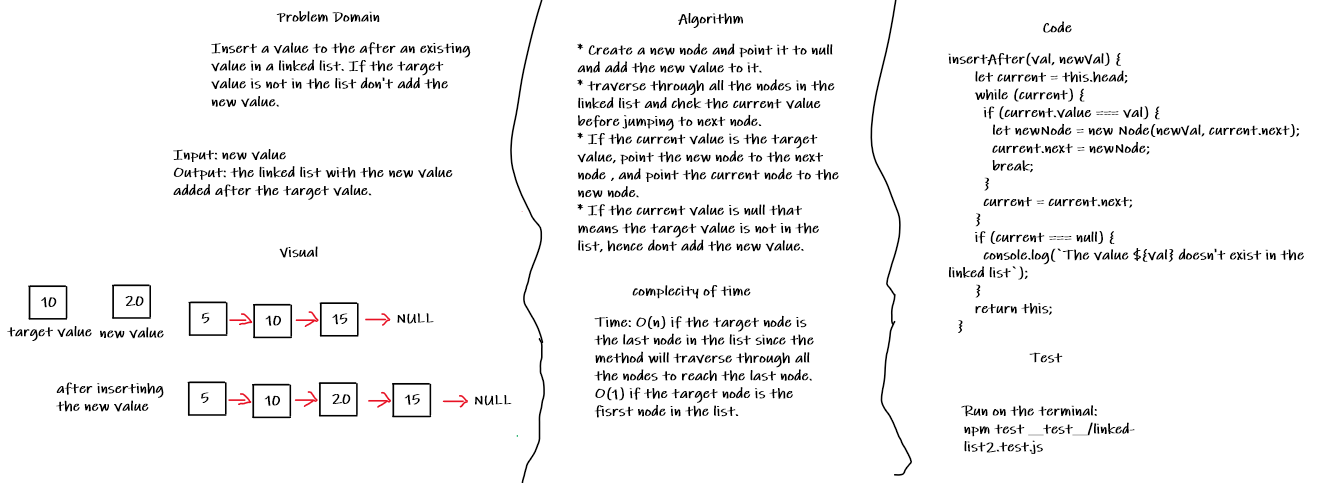 Problem Domain
Insert a value to the after an existing
value in a linked list. If the target
value is not in the list don't add the
new value.
Input: new value
Output: the linked list with the new value
added after the target value.
Visual
10
target value
20
new value
5
10
15
NULL
after insertinhg
the new value
5
10
20
15
NULL
Algorithm
* Create a new node and point it to null
and add the new value to it.
* traverse through all the nodes in the
linked list and chek the current value
before jumping to next node.
* If the current value is the target
value, point the new node to the next
node , and point the current node to the
new node.
* If the current value is null that
means the target value is not in the
list, hence dont add the new value.
complecity of time
Time: O(n) if the target node is
the last node in the list since the
method will traverse through all
the nodes to reach the last node.
O(1) if the target node is the
fisrst node in the list.
Code
insertAfter(val, newVal) {
let current = this.head;
while (current) {
if (current.value === val) {
let newNode = new Node(newVal, current.next);
current.next = newNode;
break;
}
current = current.next;
}
if (current === null) {
console.log(`The value ${val} doesn't exist in the
linked list`);
}
return this;
}
Test
Run on the terminal:
npm test __test__/linked-
list2.test.js